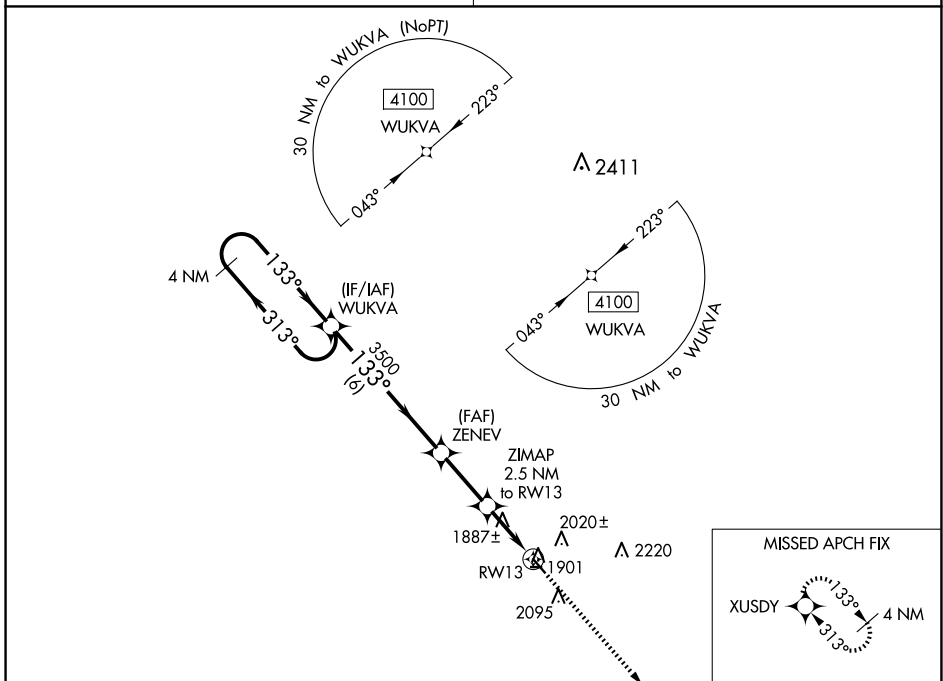 30 NM to WUKVA (NoPT)
4100
WUKVA
223°
043°
2411
223°
4 NM
133°
313°
(IF/IAF)
WUKVA
4100
WUKVA
043°
30 NM to WUKVA
3500
133°
(6)
(FAF)
ZENEV
ZIMAP
2.5 NM
to RW13
1887±
2020±
2220
RW13
1901
2095
MISSED APCH FIX
XUSDY
133°
4 NM
313°